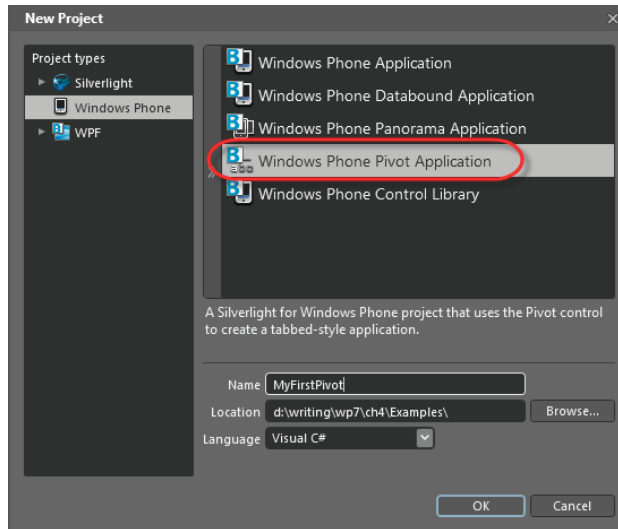 New Project
Project types
Silverlight
Windows Phone
WPF
Windows Phone Application
Windows Phone Databound Application
Windows Phone Panorama Application
Windows Phone Pivot Application
Windows Phone Control Library
A Silverlight for Windows Phone project that uses the Pivot control
to create a tabbed-style application.
Name MyFirstPivot
Location d:\writing\wp7\ch4\Examples\ Browse...
Language Visual C#
OK Cancel